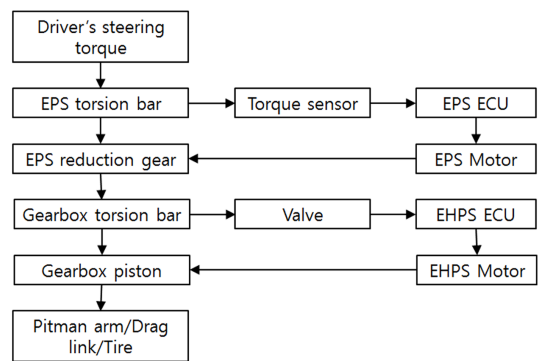 Driver's steering
torque
EPS torsion bar
Torque sensor
EPS ECU
EPS reduction gear
EPS Motor
Gearbox torsion bar
Valve
EHPS ECU
Gearbox piston
EHPS Motor
Pitman arm/Drag
link/Tire